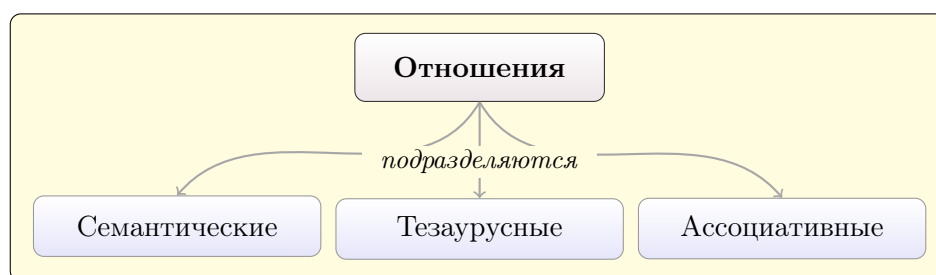 Отношения
подразделяются
Семантические Тезаурусные Ассоциативные